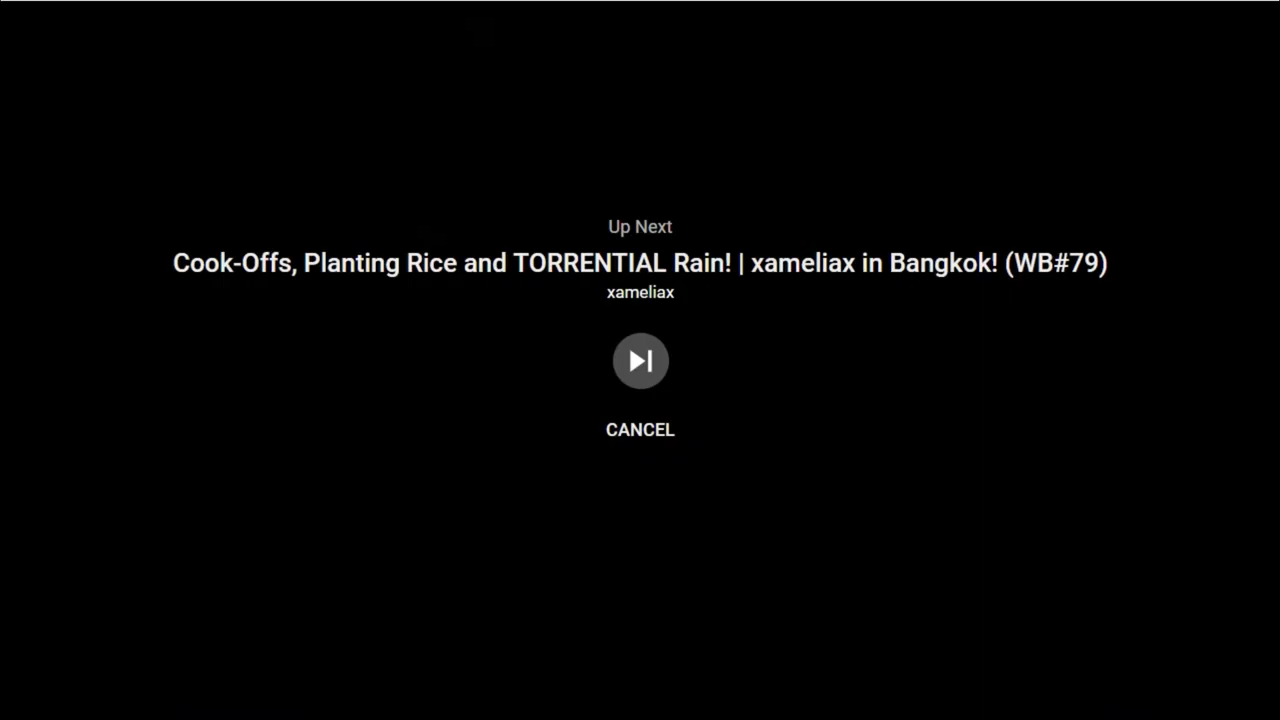 Up Next
Cook-Offs, Planting Rice and TORRENTIAL Rain! | xameliax in Bangkok! (WB#79)
xameliax
CANCEL